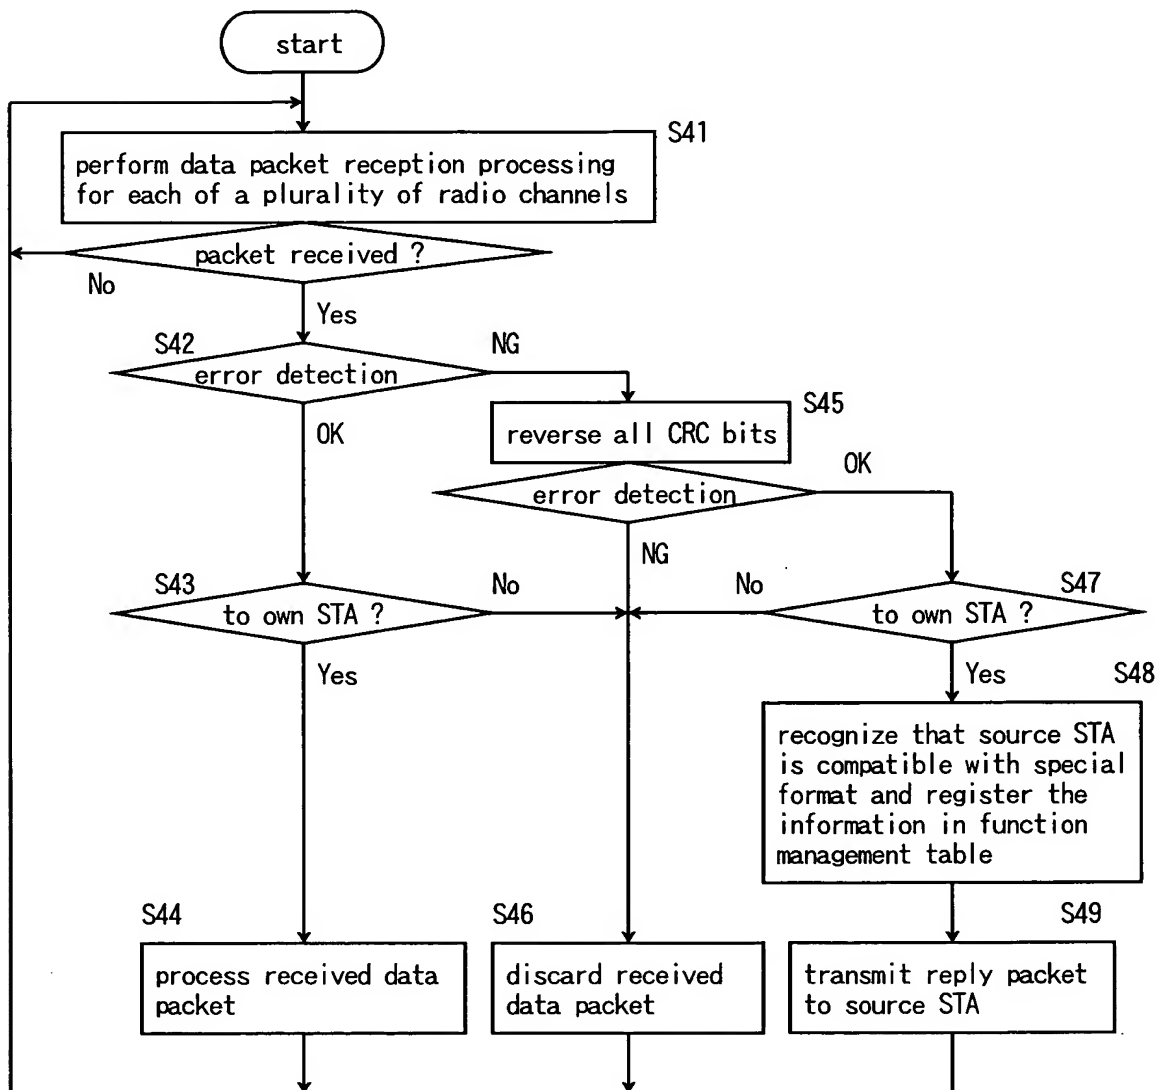 start
S41
perform data packet reception processing
for each of a plurality of radio channels
packet received ?
No
Yes
S42
NG
error detection
OK
S45
reverse all CRC bits
OK
error detection
NG
S43
No
to own STA ?
Yes
No
S47
to own STA ?
Yes
S48
recognize that source STA
is compatible with special
format and register the
information in function
management table
S44
process received data
packet
S46
discard received
data packet
S49
transmit reply packet
to source STA